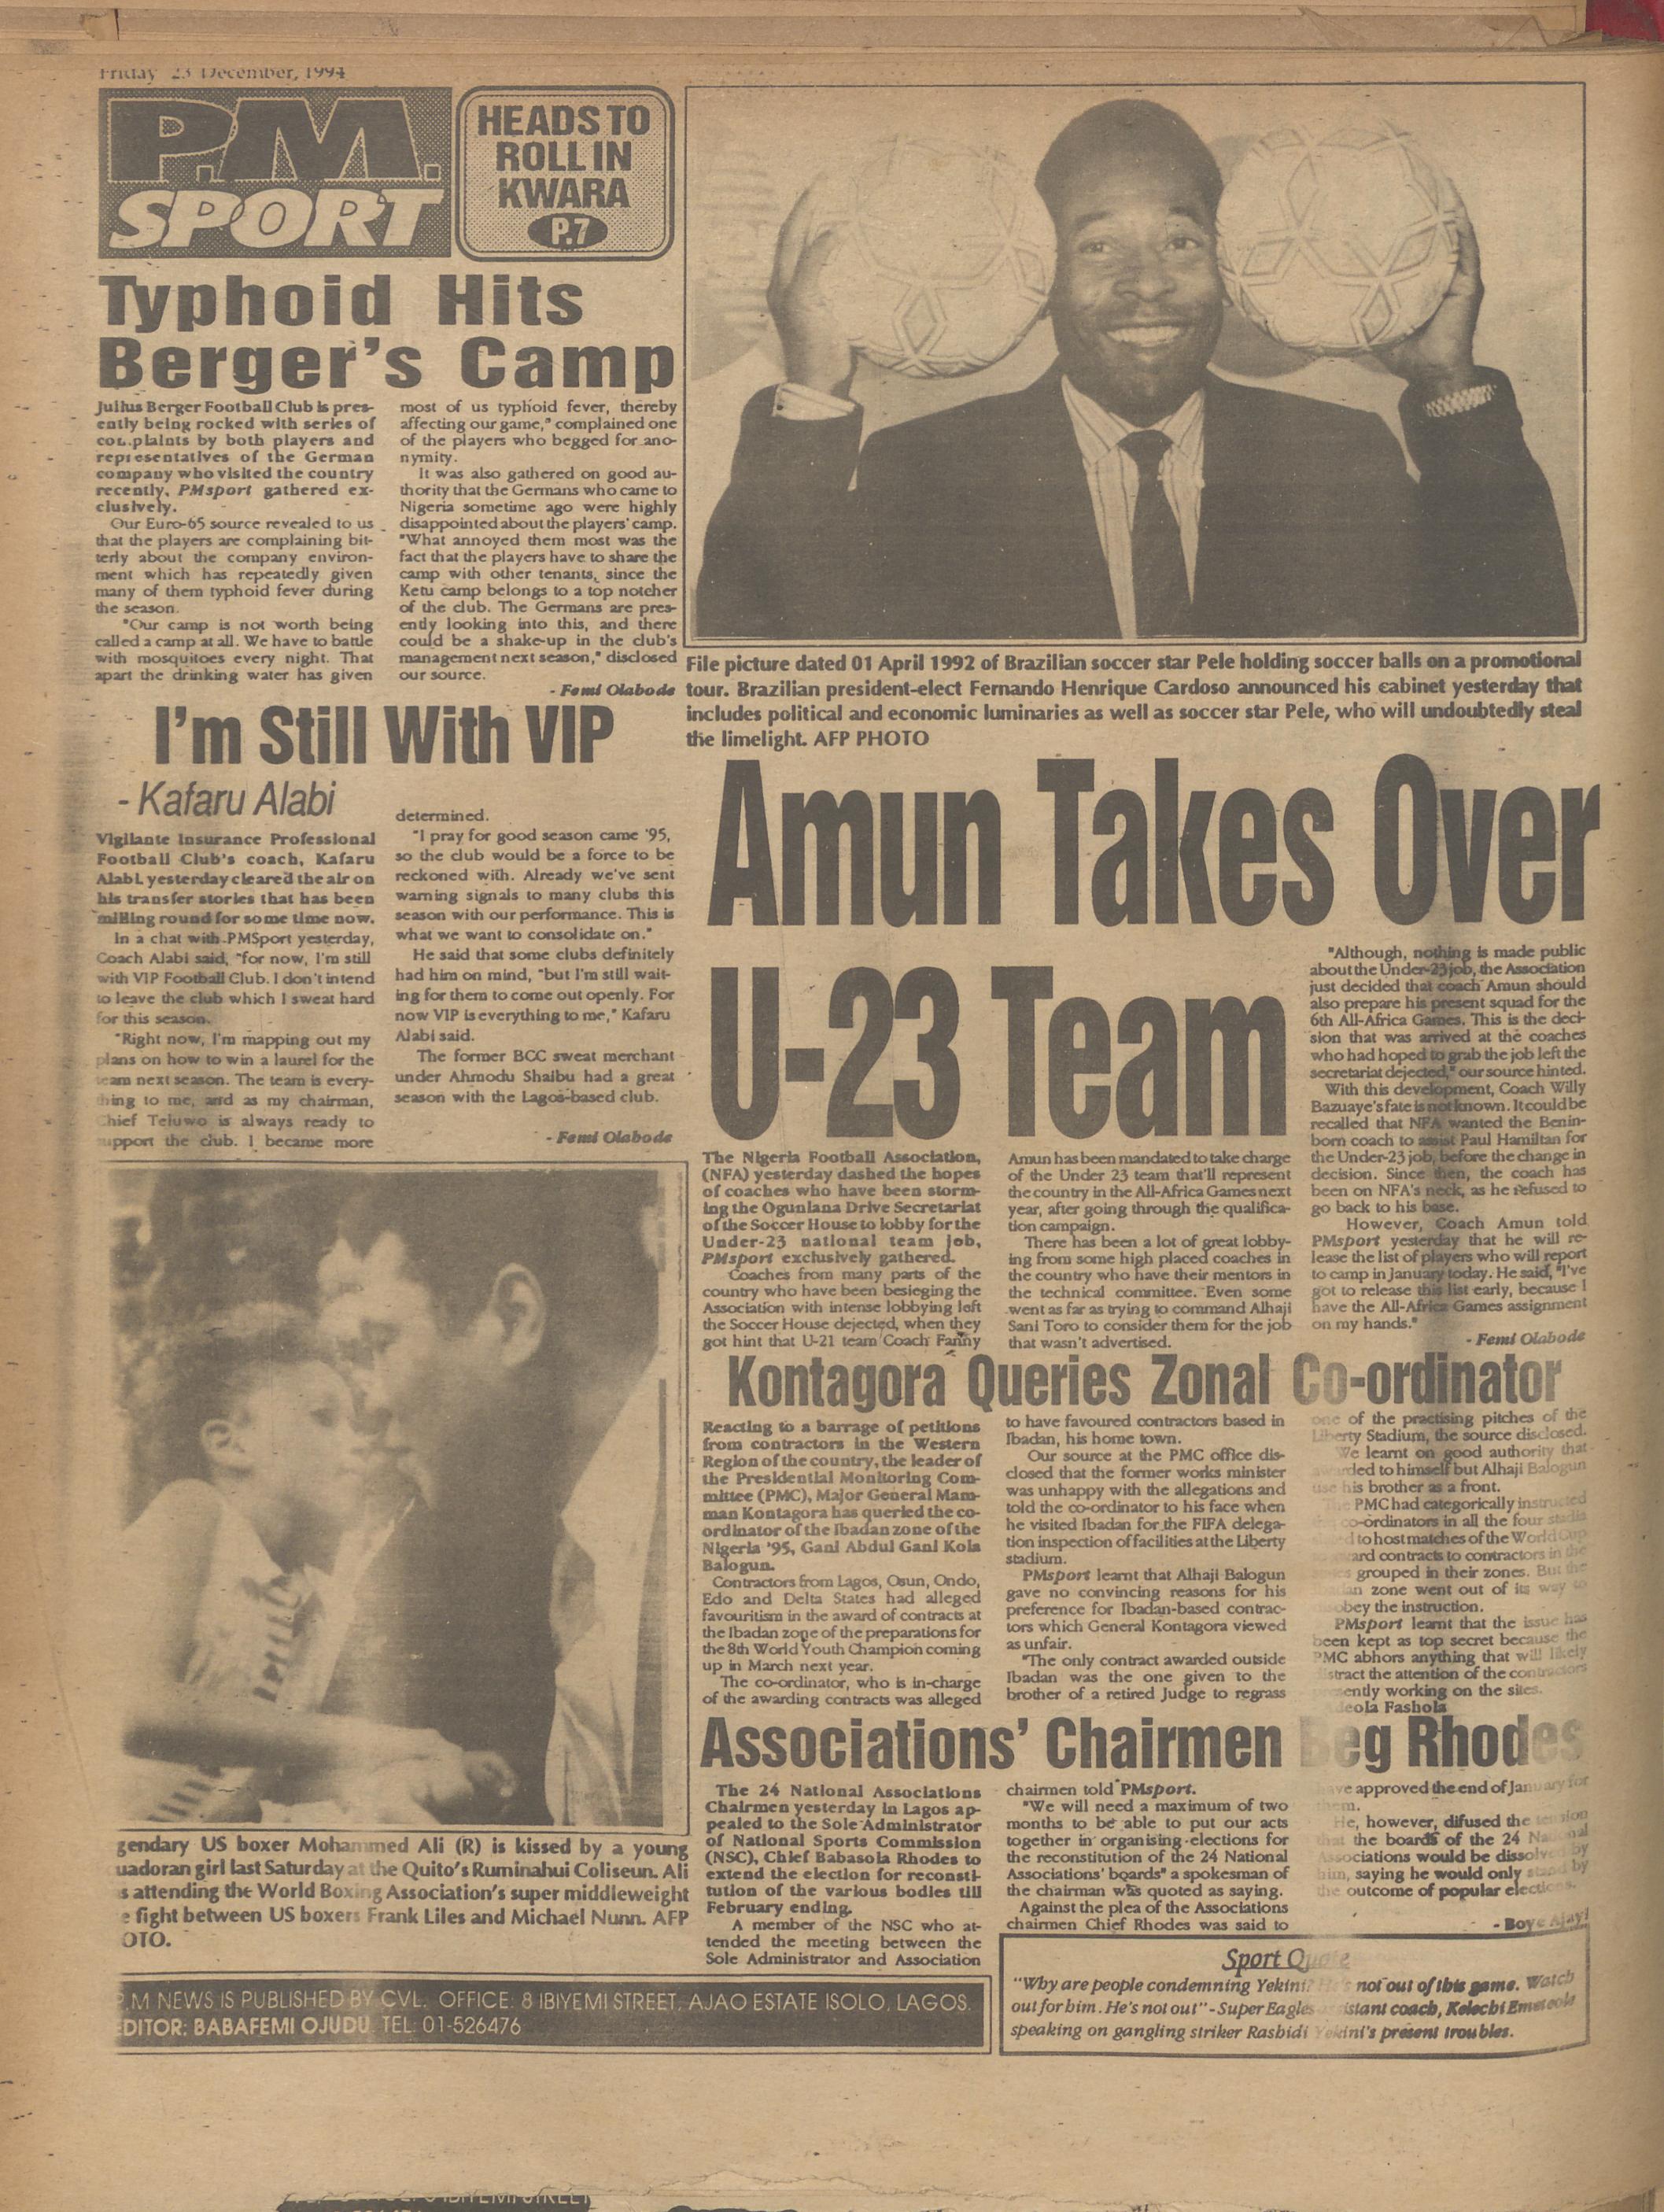 Friday 23 December, 1994
P.M.
SPORT
HEADS TO
ROLL IN
KWARA
P.7
Typhoid Hits
Berger's Camp
Julius Berger Football Club is pres-
ently being rocked with series of
complaints by both players and
representatives of the German
company who visited the country
recently, PMsport gathered ex-
clusively.
Our Euro-65 source revealed to us
that the players are complaining bit-
terly about the company environ-
ment which has repeatedly given
many of them typhoid fever during
the season.
"Our camp is not worth being
called a camp at all. We have to battle
with mosquitoes every night. That
apart the drinking water has given
most of us typhoid fever, thereby
affecting our game," complained one
of the players who begged for ano-
nymity.
It was also gathered on good au-
thority that the Germans who came to
Nigeria sometime ago were highly
disappointed about the players' camp.
"What annoyed them most was the
fact that the players have to share the
camp with other tenants, since the
Ketu camp belongs to a top notcher
of the club. The Germans are pres-
ently looking into this, and there
could be a shake-up in the club's
management next season," disclosed
our source.
- Femi Olabode
File picture dated 01 April 1992 of Brazilian soccer star Pele holding soccer balls on a promotional
tour. Brazilian president-elect Fernando Henrique Cardoso announced his cabinet yesterday that
includes political and economic luminaries as well as soccer star Pele, who will undoubtedly steal
the limelight. AFP PHOTO
I'm Still With VIP
- Kafaru Alabi
Vigilante Insurance Professional
Football Club's coach, Kafaru
Alabi, yesterday cleared the air on
his transfer stories that has been
milling round for some time now.
In a chat with PMSport yesterday,
Coach Alabi said, "for now, I'm still
with VIP Football Club. I don't intend
to leave the club which I sweat hard
for this season.
"Right now, I'm mapping out my
plans on how to win a laurel for the
team next season. The team is every-
thing to me, and as my chairman,
Chief Teluwo is always ready to
support the club. I became more
determined.
"I pray for good season came '95,
so the club would be a force to be
reckoned with. Already we've sent
warning signals to many clubs this
season with our performance. This is
what we want to consolidate on."
He said that some clubs definitely
had him on mind, "but I'm still wait-
ing for them to come out openly. For
now VIP is everything to me," Kafaru
Alabi said.
The former BCC sweat merchant
under Ahmodu Shaibu had a great
season with the Lagos-based club.
- Femi Olabode
Amun Takes Over
U-23 Team
The Nigeria Football Association,
(NFA) yesterday dashed the hopes
of coaches who have been storm-
ing the Ogunlana Drive Secretariat
of the Soccer House to lobby for the
Under-23 national team job,
PMsport exclusively gathered.
Coaches from many parts of the
country who have been besieging the
Association with intense lobbying left
the Soccer House dejected, when they
got hint that U-21 team Coach Fanny
Amun has been mandated to take charge
of the Under 23 team that'll represent
the country in the All-Africa Games next
year, after going through the qualifica-
tion campaign.
There has been a lot of great lobby-
ing from some high placed coaches in
the country who have their mentors in
the technical committee. Even some
went as far as trying to command Alhaji
Sani Toro to consider them for the job
that wasn't advertised.
"Although, nothing is made public
about the Under-23 job, the Association
just decided that coach Amun should
also prepare his present squad for the
6th All-Africa Games. This is the deci-
sion that was arrived at the coaches
who had hoped to grab the job left the
secretariat dejected," our source hinted.
With this development, Coach Willy
Bazuaye's fate is not known. It could be
recalled that NFA wanted the Benin-
born coach to assist Paul Hamiltan for
the Under-23 job, before the change in
decision. Since then, the coach has
been on NFA's neck, as he refused to
go back to his base.
However, Coach Amun told
PMsport yesterday that he will re-
lease the list of players who will report
to camp in January today. He said, "I've
got to release this list early, because I
have the All-Africa Games assignment
on my hands."
- Femi Olabode
Kontagora Queries Zonal Co-ordinator
Reacting to a barrage of petitions
from contractors in the Western
Region of the country, the leader of
the Presidential Monitoring Com-
mittee (PMC), Major General Mam-
man Kontagora has queried the co-
ordinator of the Ibadan zone of the
Nigeria '95, Gani Abdul Gani Kola
Balogun.
Contractors from Lagos, Osun, Ondo,
Edo and Delta States had alleged
favouritism in the award of contracts at
the Ibadan zone of the preparations for
the 8th World Youth Champion coming
up in March next year.
The co-ordinator, who is in-charge
of the awarding contracts was alleged
to have favoured contractors based in
Ibadan, his home town.
Our source at the PMC office dis-
closed that the former works minister
was unhappy with the allegations and
told the co-ordinator to his face when
he visited Ibadan for the FIFA delega-
tion inspection of facilities at the Liberty
stadium.
PMsport learnt that Alhaji Balogun
gave no convincing reasons for his
preference for Ibadan-based contrac-
tors which General Kontagora viewed
as unfair.
"The only contract awarded outside
Ibadan was the one given to the
brother of a retired Judge to regrass
one of the practising pitches of the
Liberty Stadium, the source disclosed.
We learnt on good authority that
rded to himself but Alhaji Balogun
use his brother as a front.
The PMC had categorically instructed
co-ordinators in all the four stadia
d to host matches of the World Cup
ard contracts to contractors in the
grouped in their zones. But the
zone went out of its way to
obey the instruction.
PMsport learnt that the issue has
been kept as top secret because the
PMC abhors anything that will likely
stract the attention of the contractors
ently working on the sites.
eola Fashola
Associations' Chairmen Beg Rhodes
The 24 National Associations
Chairmen yesterday in Lagos ap-
pealed to the Sole Administrator
of National Sports Commission
(NSC), Chief Babasola Rhodes to
extend the election for reconsti-
tution of the various bodies till
February ending.
A member of the NSC who at-
tended the meeting between the
Sole Administrator and Association
chairmen told PMsport.
"We will need a maximum of two
months to be able to put our acts
together in organising elections for
the reconstitution of the 24 National
Associations' boards" a spokesman of
the chairman was quoted as saying.
Against the plea of the Associations
chairmen Chief Rhodes was said to
have approved the end of January for
them.
He, however, difused the tension
that the boards of the 24 National
Associations would be dissolved by
him, saying he would only stand by
the outcome of popular elections.
- Boye Ajayi
gendary US boxer Mohammed Ali (R) is kissed by a young
uadoran girl last Saturday at the Quito's Ruminahui Coliseun. Ali
s attending the World Boxing Association's super middleweight
e fight between US boxers Frank Liles and Michael Nunn. AFP
OTO.
P.M NEWS IS PUBLISHED BY CVL. OFFICE: 8 IBIYEMI STREET, AJAO ESTATE ISOLO, LAGOS.
EDITOR: BABAFEMI OJUDU TEL: 01-526476
Sport Quote
"Why are people condemning Yekini? He's not out of this game. Watch
out for him. He's not out" - Super Eagles istant coach, Kelechi Emeteole
speaking on gangling striker Rashidi Yekini's present troubles.